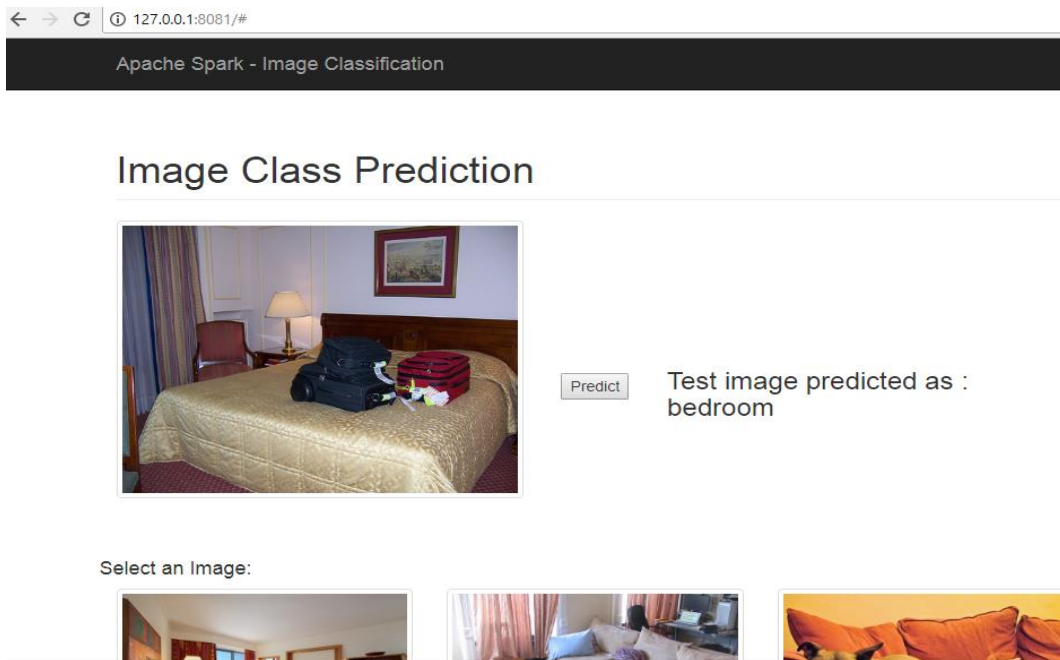 127.0.0.1:8081/#
Apache Spark - Image Classification
Image Class Prediction
Predict
Test image predicted as :
bedroom
Select an Image: